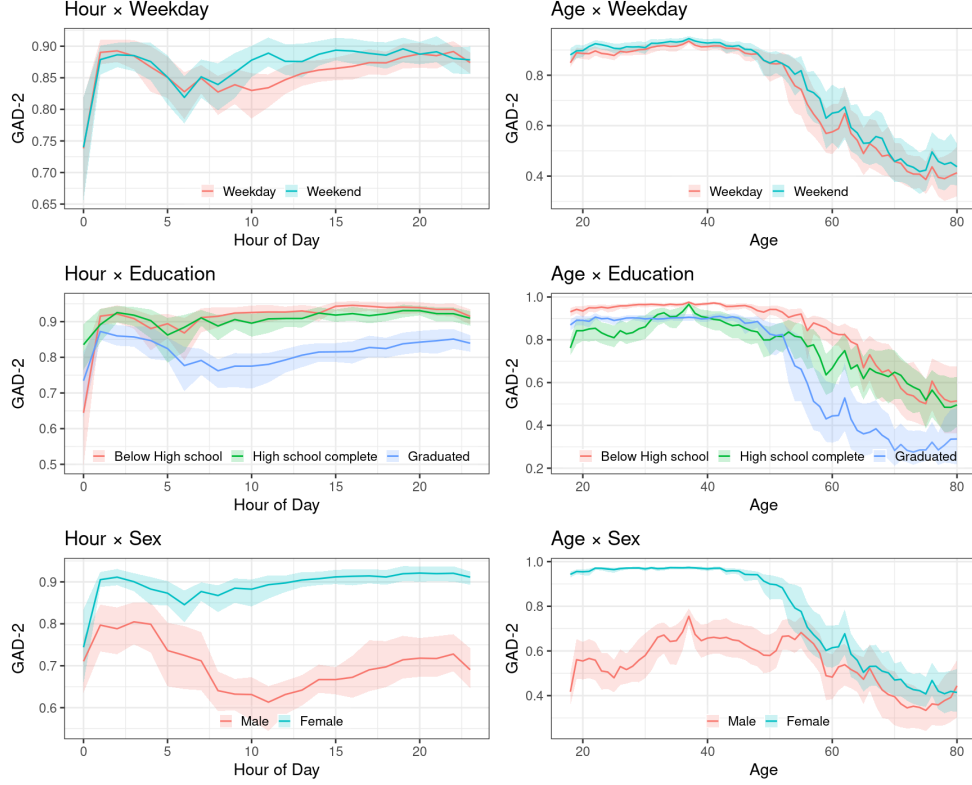 Hour × Weekday
GAD-2
0.90
0.85
0.80
0.75
0.70
0.65
Weekday Weekend
0 5 10 15 20
Hour of Day
Age × Weekday
GAD-2
0.8
0.6
0.4
Weekday Weekend
20 40 60 80
Age
Hour × Education
GAD-2
0.9
0.8
0.7
0.6
0.5
Below High school High school complete Graduated
0 5 10 15 20
Hour of Day
Age × Education
GAD-2
1.0
0.8
0.6
0.4
0.2
Below High school High school complete Graduated
20 40 60 80
Age
Hour × Sex
GAD-2
0.9
0.8
0.7
0.6
Male Female
0 5 10 15 20
Hour of Day
Age × Sex
GAD-2
1.0
0.8
0.6
0.4
Male Female
20 40 60 80
Age